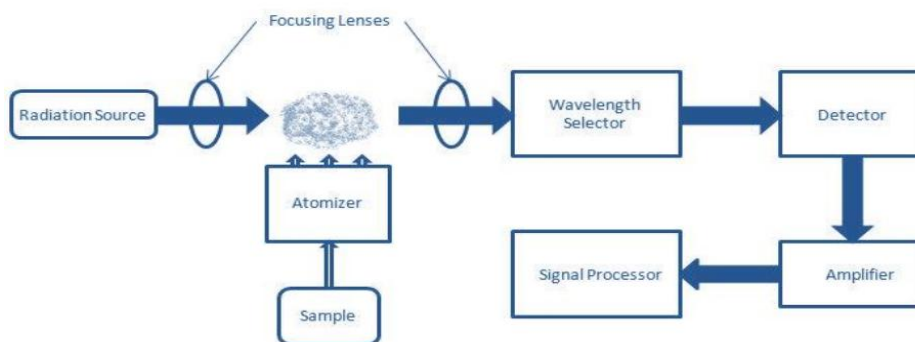 Focusing Lenses
Radiation Source
Wavelength
Selector
Detector
Atomizer
Signal Processor
Amplifier
Sample